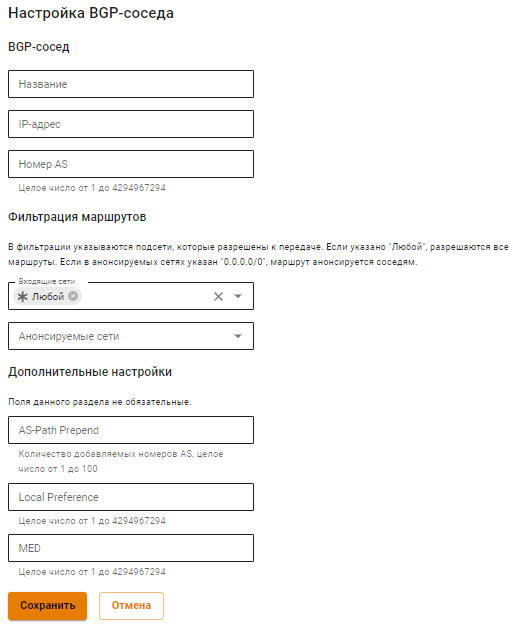 Настройка BGP-соседа
BGP-сосед
Название
IP-адрес
Номер AS
Целое число от 1 до 4294967294
Фильтрация маршрутов
В фильтрации указываются подсети, которые разрешены к передаче. Если указано "Любой", разрешаются все
маршруты. Если в анонсируемых сетях указан "0.0.0.0/0", маршрут анонсируется соседям.
Входящие сети
Любой
Анонсируемые сети
Дополнительные настройки
Поля данного раздела не обязательные.
AS-Path Prepend
Количество добавляемых номеров AS, целое
число от 1 до 100
Local Preference
Целое число от 1 до 4294967294
MED
Целое число от 1 до 4294967294
Сохранить
Отмена